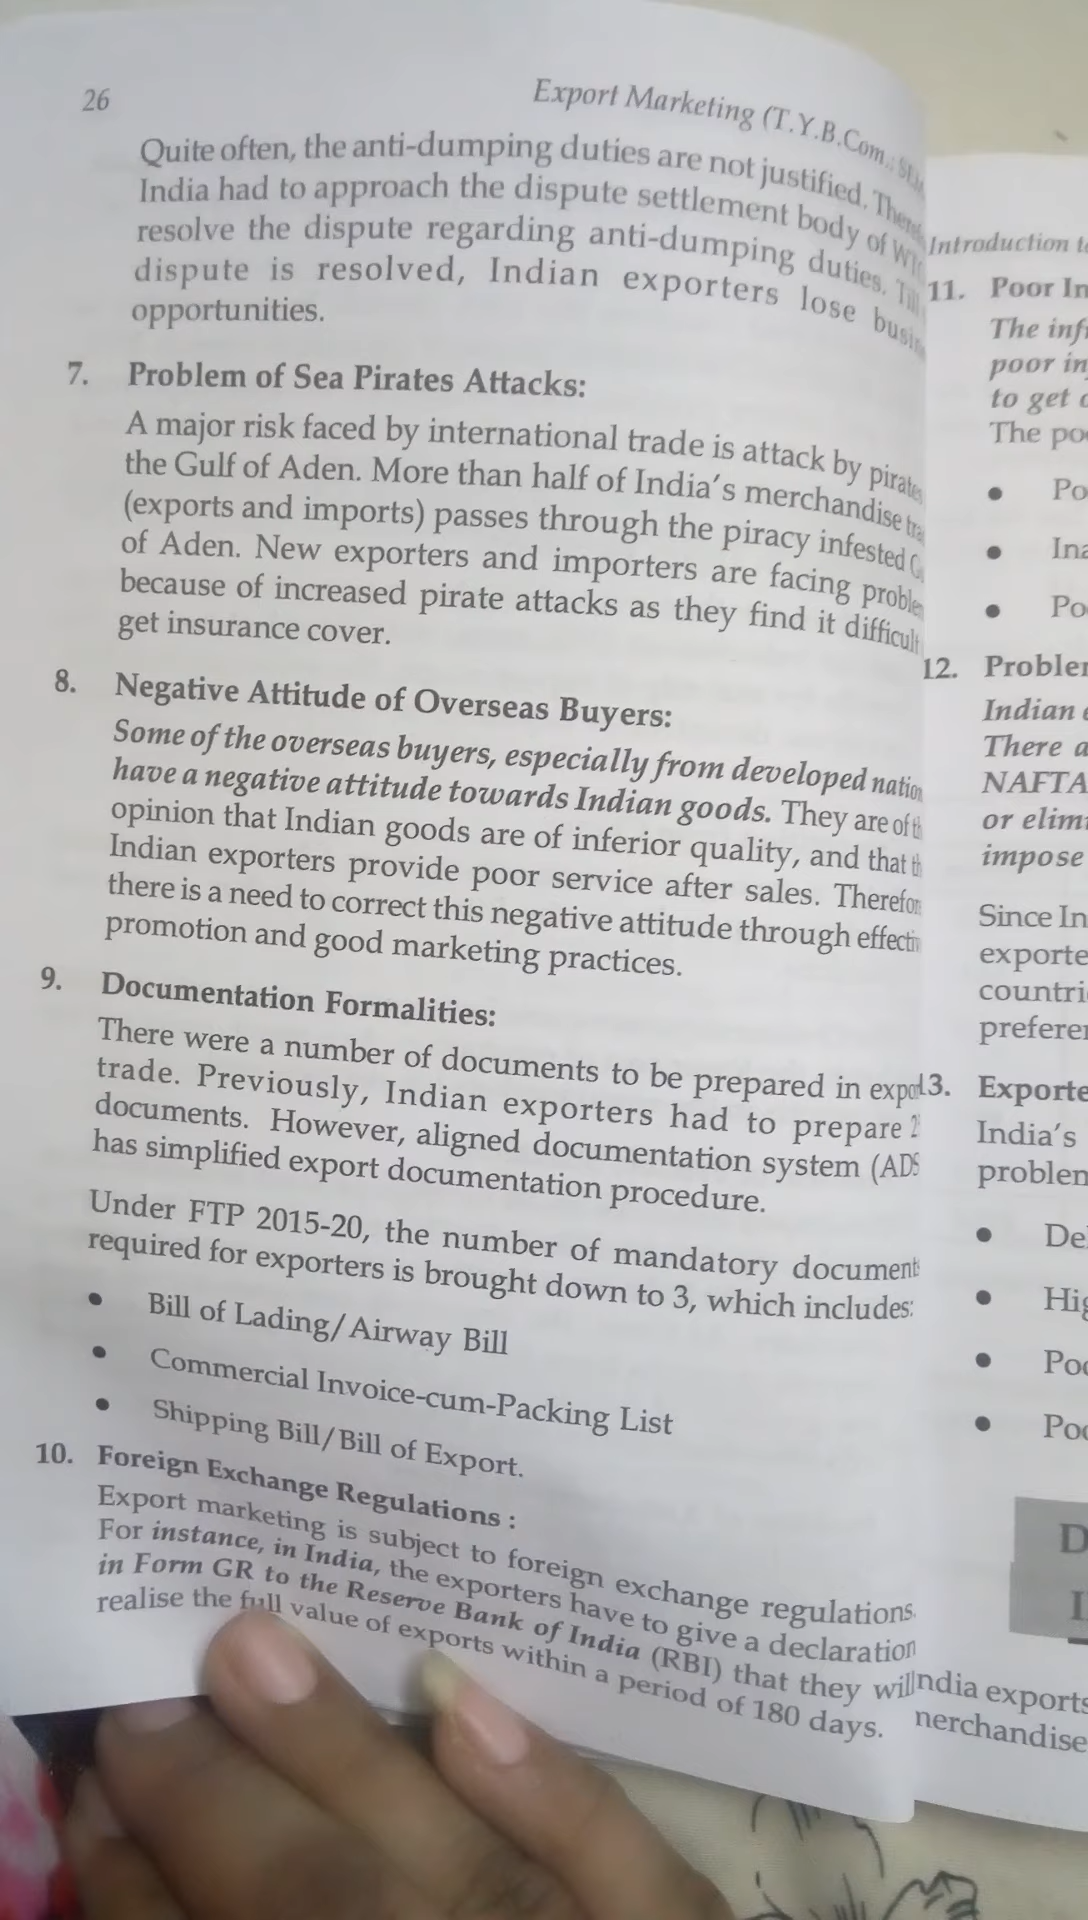 26
Export Marketing (T.Y.B.Com.:
Quite often, the anti-dumping duties are not justified.
India had to approach the dispute settlement body of
resolve the dispute regarding anti-dumping duties.
dispute is resolved, Indian exporters lose
opportunities.
7. Problem of Sea Pirates Attacks:
A major risk faced by international trade is attack by
the Gulf of Aden. More than half of India's merchandise
(exports and imports) passes through the piracy infested
of Aden. New exporters and importers are facing
because of increased pirate attacks as they find it difficult
get insurance cover.
8. Negative Attitude of Overseas Buyers:
Some of the overseas buyers, especially from developed
have a negative attitude towards Indian goods. They are of
opinion that Indian goods are of inferior quality, and that
Indian exporters provide poor service after sales.
there is a need to correct this negative attitude through
promotion and good marketing practices.
9. Documentation Formalities:
There were a number of documents to be prepared in
trade. Previously, Indian exporters had to prepare
documents. However, aligned documentation system
has simplified export documentation procedure.
Under FTP 2015-20, the number of mandatory
required for exporters is brought down to 3, which includes:
• Bill of Lading/Airway Bill
• Commercial Invoice-cum-Packing List
• Shipping Bill/Bill of Export.
10. Foreign Exchange Regulations :
Export marketing is subject to foreign exchange regulations.
For instance, in India, the exporters have to give a declaration
in Form GR to the Reserve Bank of India (RBI) that they will
realise the full value of exports within a period of 180 days.
Introduction
11. Poor
The
poor
to get
The
•
•
•
12.
Indian
There
NAFTA
or
impose
Since
13.
India's
•
•
•
•
exports